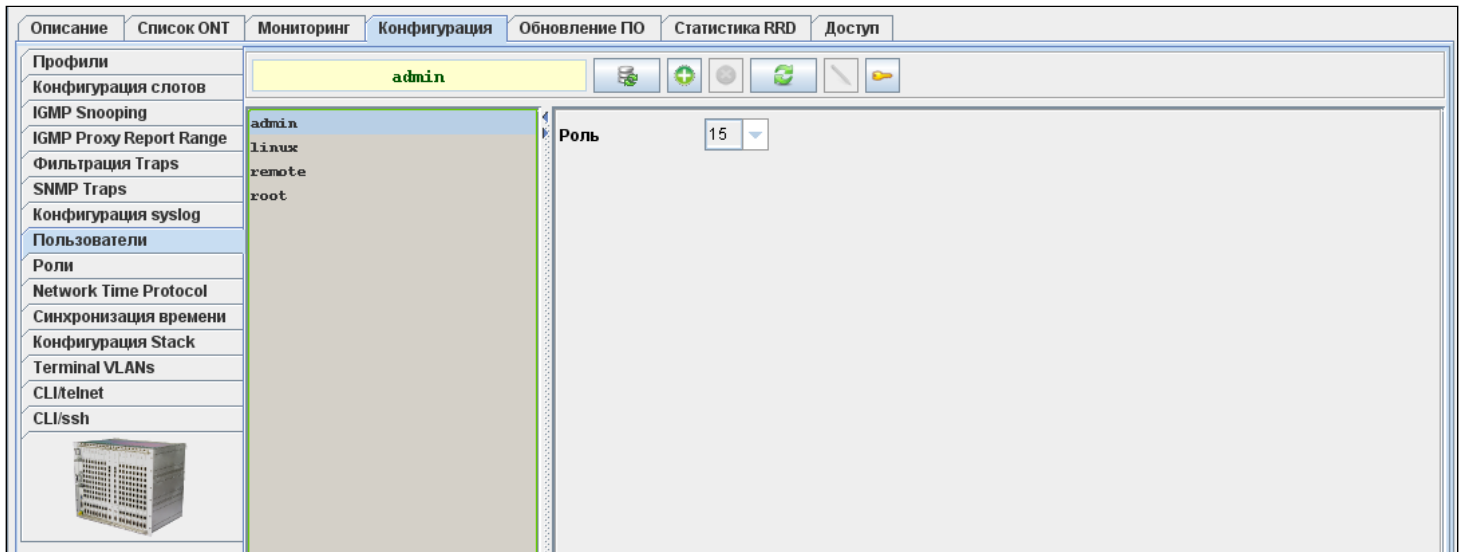 Описание Список ONT Мониторинг Конфигурация Обновление ПО Статистика RRD Доступ
Профили
Конфигурация слотов
IGMP Snooping
IGMP Proxy Report Range
Фильтрация Traps
SNMP Traps
Конфигурация syslog
Пользователи
Роли
Network Time Protocol
Синхронизация времени
Конфигурация Stack
Terminal VLANs
CLI/telnet
CLI/ssh
admin
admin
linux
remote
root
Роль 15